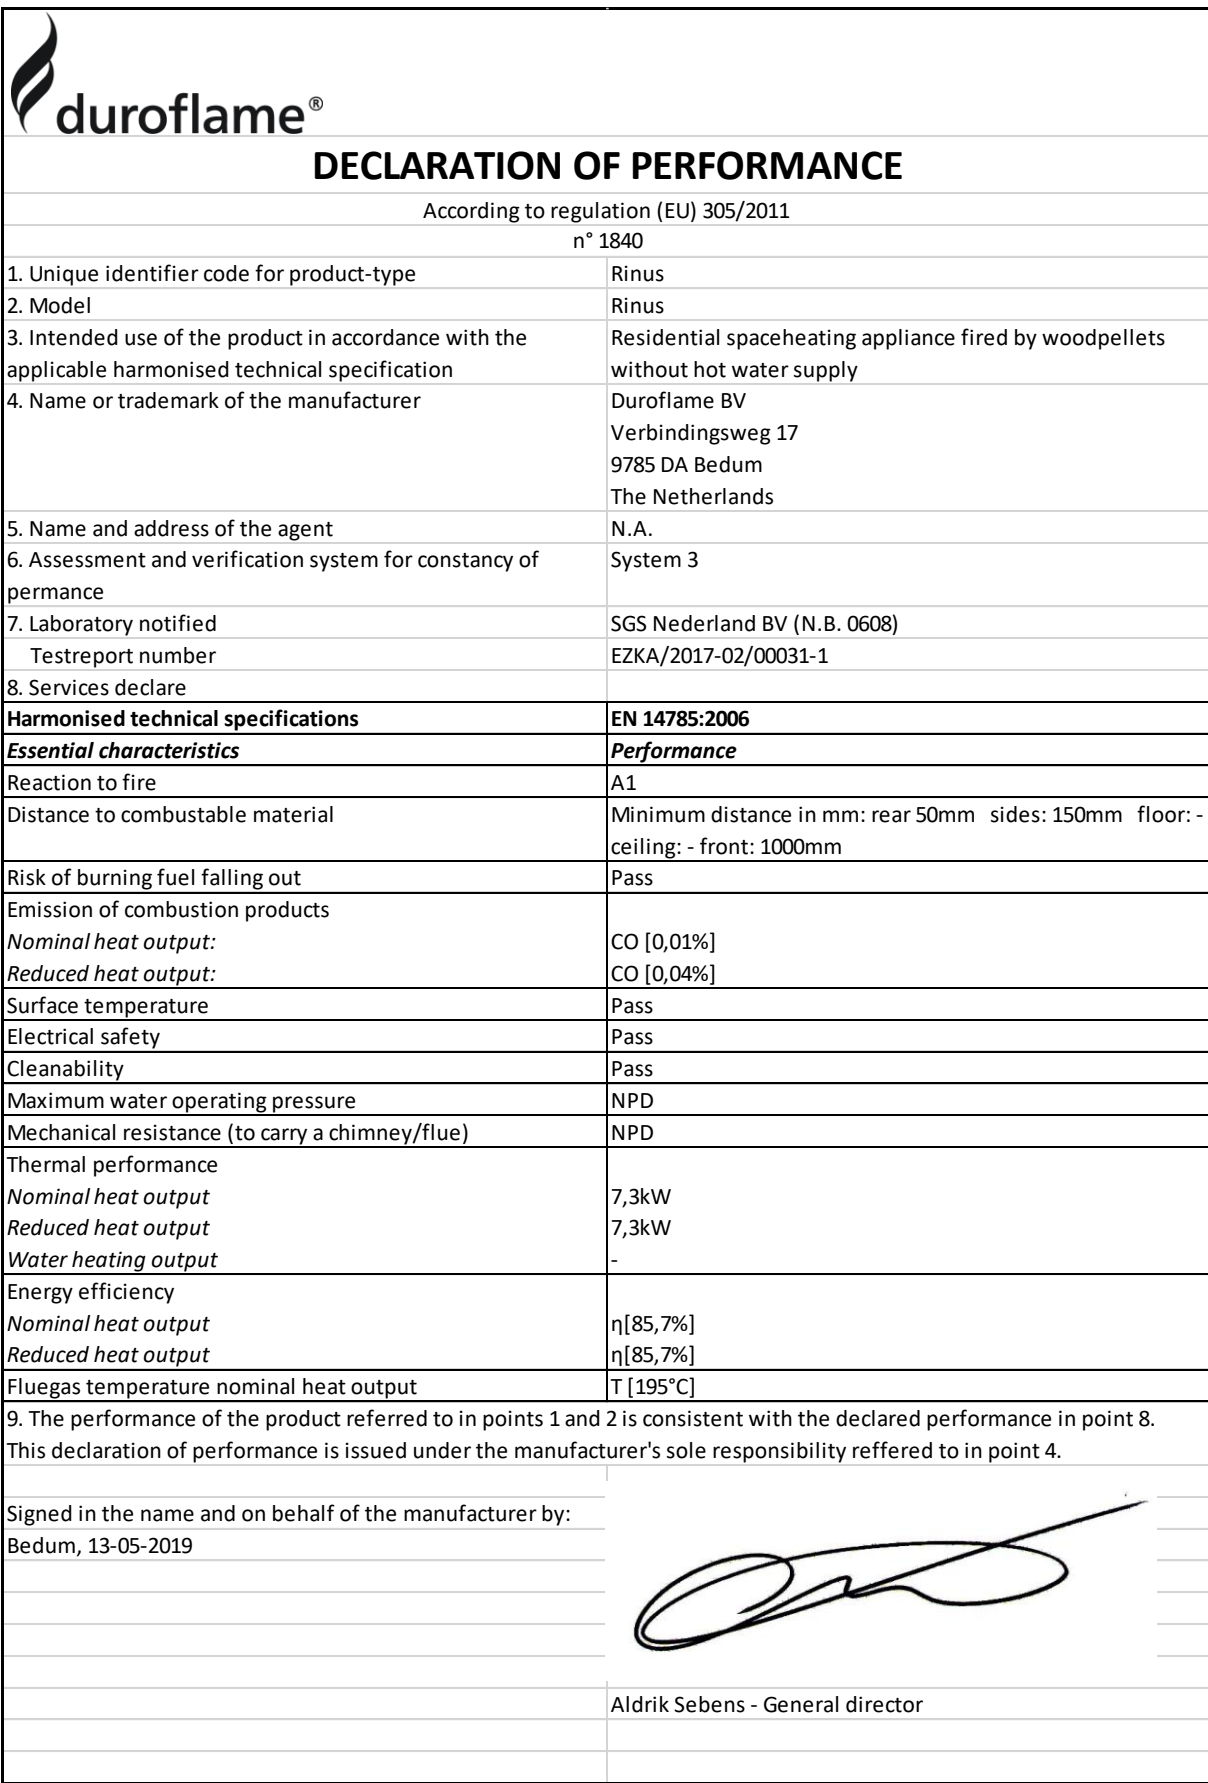 duroflame®
DECLARATION OF PERFORMANCE
According to regulation (EU) 305/2011
n° 1840
1. Unique identifier code for product-type Rinus
2. Model Rinus
3. Intended use of the product in accordance with the Residential spaceheating appliance fired by woodpellets
applicable harmonised technical specification without hot water supply
4. Name or trademark of the manufacturer Duroflame BV
Verbindingsweg 17
9785 DA Bedum
The Netherlands
5. Name and address of the agent N.A.
6. Assessment and verification system for constancy of System 3
permance
7. Laboratory notified SGS Nederland BV (N.B. 0608)
Testreport number EZKA/2017-02/00031-1
8. Services declare
Harmonised technical specifications EN 14785:2006
Essential characteristics Performance
Reaction to fire A1
Distance to combustable material Minimum distance in mm: rear 50mm sides: 150mm floor: -
ceiling: - front: 1000mm
Risk of burning fuel falling out Pass
Emission of combustion products
Nominal heat output: CO [0,01%]
Reduced heat output: CO [0,04%]
Surface temperature Pass
Electrical safety Pass
Cleanability Pass
Maximum water operating pressure NPD
Mechanical resistance (to carry a chimney/flue) NPD
Thermal performance
Nominal heat output 7,3kW
Reduced heat output 7,3kW
Water heating output -
Energy efficiency
Nominal heat output η[85,7%]
Reduced heat output η[85,7%]
Fluegas temperature nominal heat output T [195°C]
9. The performance of the product referred to in points 1 and 2 is consistent with the declared performance in point 8.
This declaration of performance is issued under the manufacturer's sole responsibility reffered to in point 4.
Signed in the name and on behalf of the manufacturer by:
Bedum, 13-05-2019
Aldrik Sebens - General director